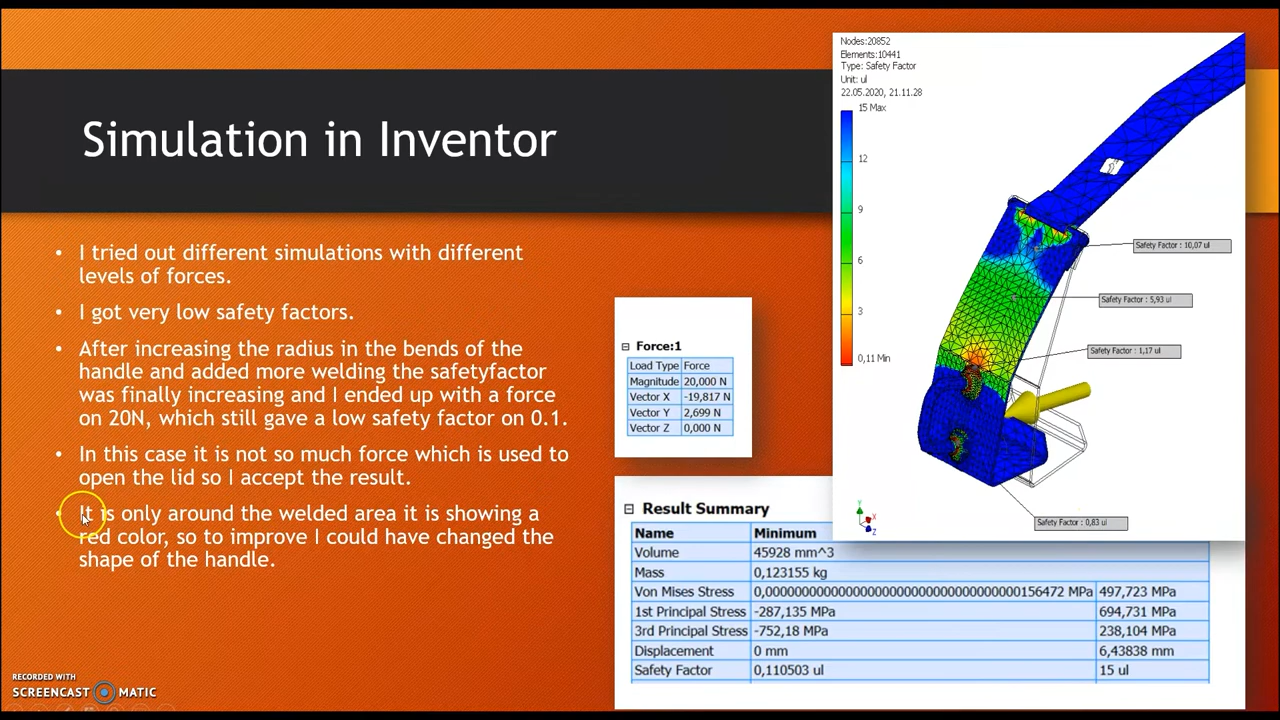 Simulation in Inventor
• I tried out different simulations with different
levels of forces.
• I got very low safety factors.
• After increasing the radius in the bends of the
handle and added more welding the safetyfactor
was finally increasing and I ended up with a force
on 20N, which still gave a low safety factor on 0.1.
• In this case it is not so much force which is used to
open the lid so I accept the result.
• It is only around the welded area it is showing a
red color, so to improve I could have changed the
shape of the handle.
Force:1
Load Type Force
Magnitude 20,000 N
Vector X -19,817 N
Vector Y 2,699 N
Vector Z 0,000 N
Nodes:20852
Elements:10441
Type: Safety Factor
Unit: ul
22.05.2020, 21.11.28
15 Max
12
9
6
3
0,11 Min
Safety Factor : 10,07 ul
Safety Factor : 5,93 ul
Safety Factor : 1,17 ul
Safety Factor : 0,83 ul
Y
X
Z
Result Summary
Name Minimum
Volume 45928 mm^3
Mass 0,123155 kg
Von Mises Stress 497,723 MPa
1st Principal Stress -287,135 MPa 694,731 MPa
3rd Principal Stress -752,18 MPa 238,104 MPa
Displacement 0 mm 6,43838 mm
Safety Factor 0,110503 ul 15 ul
RECORDED WITH
SCREENCAST MATIC